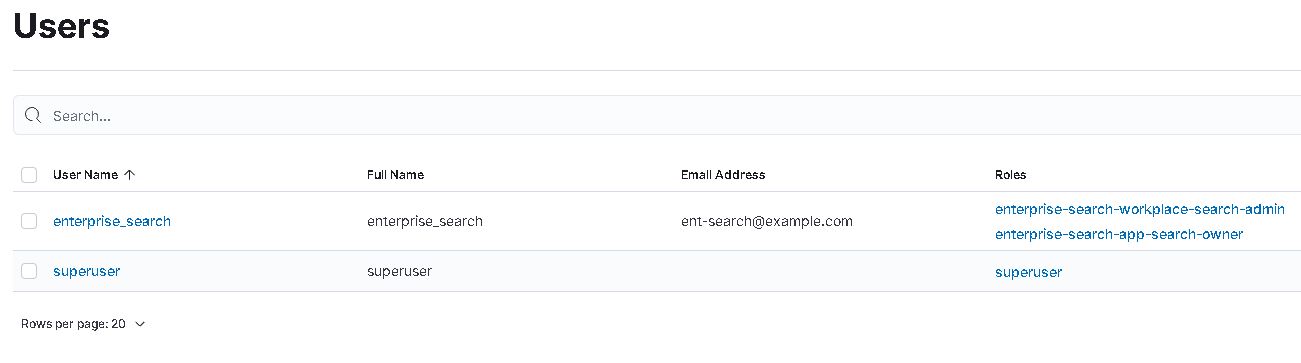 Users
Search...
User Name Full Name Email Address Roles
enterprise_search enterprise_search ent-search@example.com enterprise-search-workplace-search-admin
enterprise-search-app-search-owner
superuser superuser superuser
Rows per page: 20